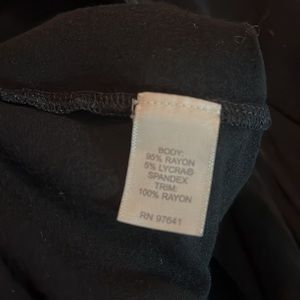 BODY:
95% RAYON
5% LYCRA®
SPANDEX
TRIM:
100% RAYON
RN 97641